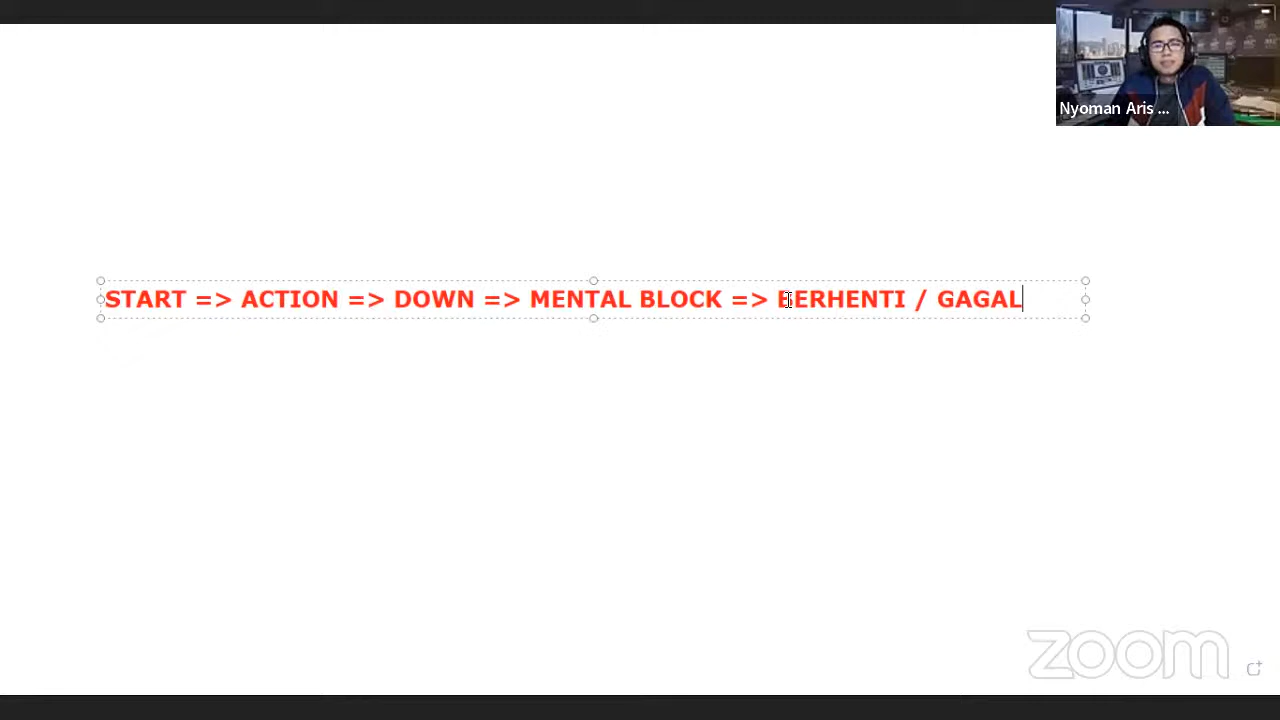 Nyoman Aris ...
START => ACTION => DOWN => MENTAL BLOCK => BERHENTI / GAGAL
zoom